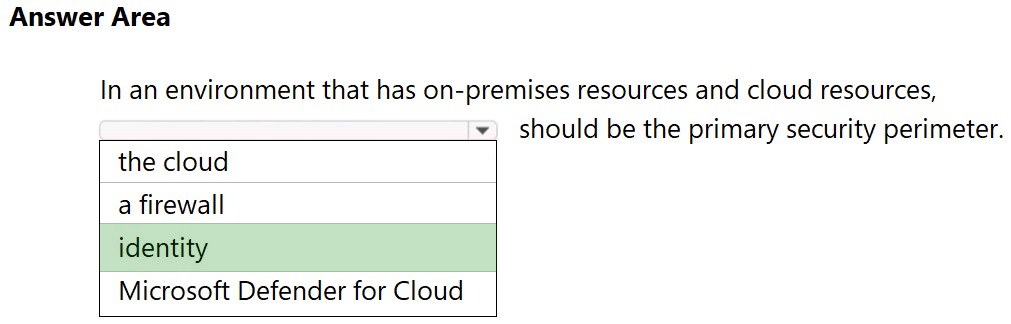 Answer Area
In an environment that has on-premises resources and cloud resources,
should be the primary security perimeter.
the cloud
a firewall
identity
Microsoft Defender for Cloud